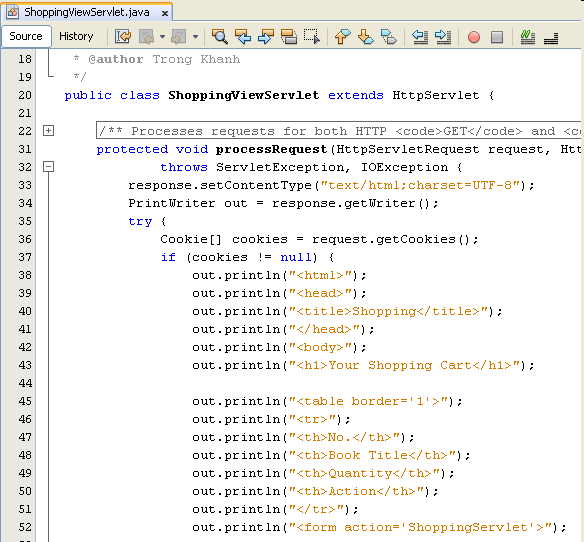 ShoppingViewServlet.java x
Source History
18 * @author Trong Khanh
19 */
20 public class ShoppingViewServlet extends HttpServlet {
21
22 /** Processes requests for both HTTP <code>GET</code> and <co
31 protected void processRequest(HttpServletRequest request, Htt
32 throws ServletException, IOException {
33 response.setContentType("text/html;charset=UTF-8");
34 PrintWriter out = response.getWriter();
35 try {
36 Cookie[] cookies = request.getCookies();
37 if (cookies != null) {
38 out.println("<html>");
39 out.println("<head>");
40 out.println("<title>Shopping</title>");
41 out.println("</head>");
42 out.println("<body>");
43 out.println("<h1>Your Shopping Cart</h1>");
44
45 out.println("<table border='1'>");
46 out.println("<tr>");
47 out.println("<th>No.</th>");
48 out.println("<th>Book Title</th>");
49 out.println("<th>Quantity</th>");
50 out.println("<th>Action</th>");
51 out.println("</tr>");
52 out.println("<form action='ShoppingServlet'>");